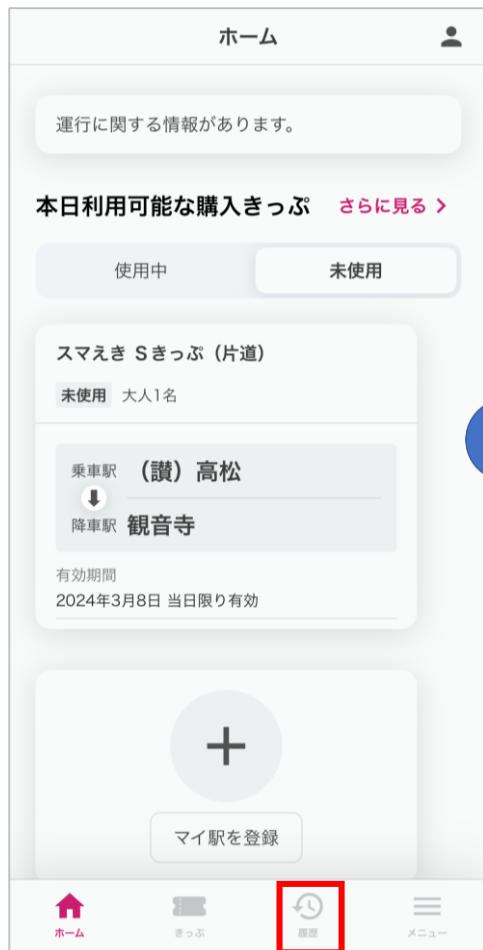 ホーム
運行に関する情報があります。
本日利用可能な購入きっぷ さらに見る
使用中 未使用
スマえき Sきっぷ（片道）
未使用 大人1名
乗車駅 （讃）高松
降車駅 観音寺
有効期間
2024年3月8日 当日限り有効
マイ駅を登録
ホーム きっぷ 履歴 メニュー